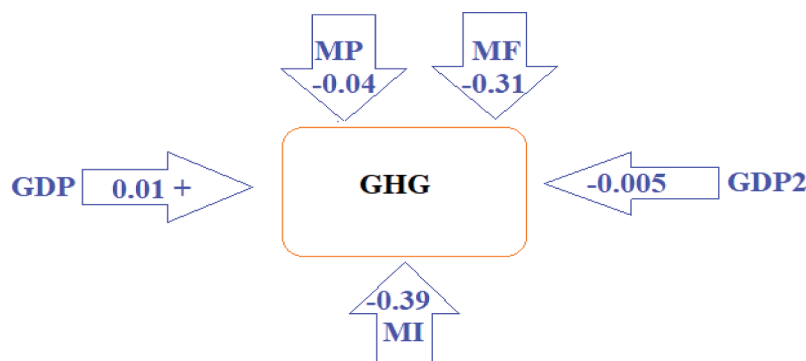 MP
-0.04
MF
-0.31
GDP
0.01 +
GHG
-0.005
GDP2
-0.39
MI